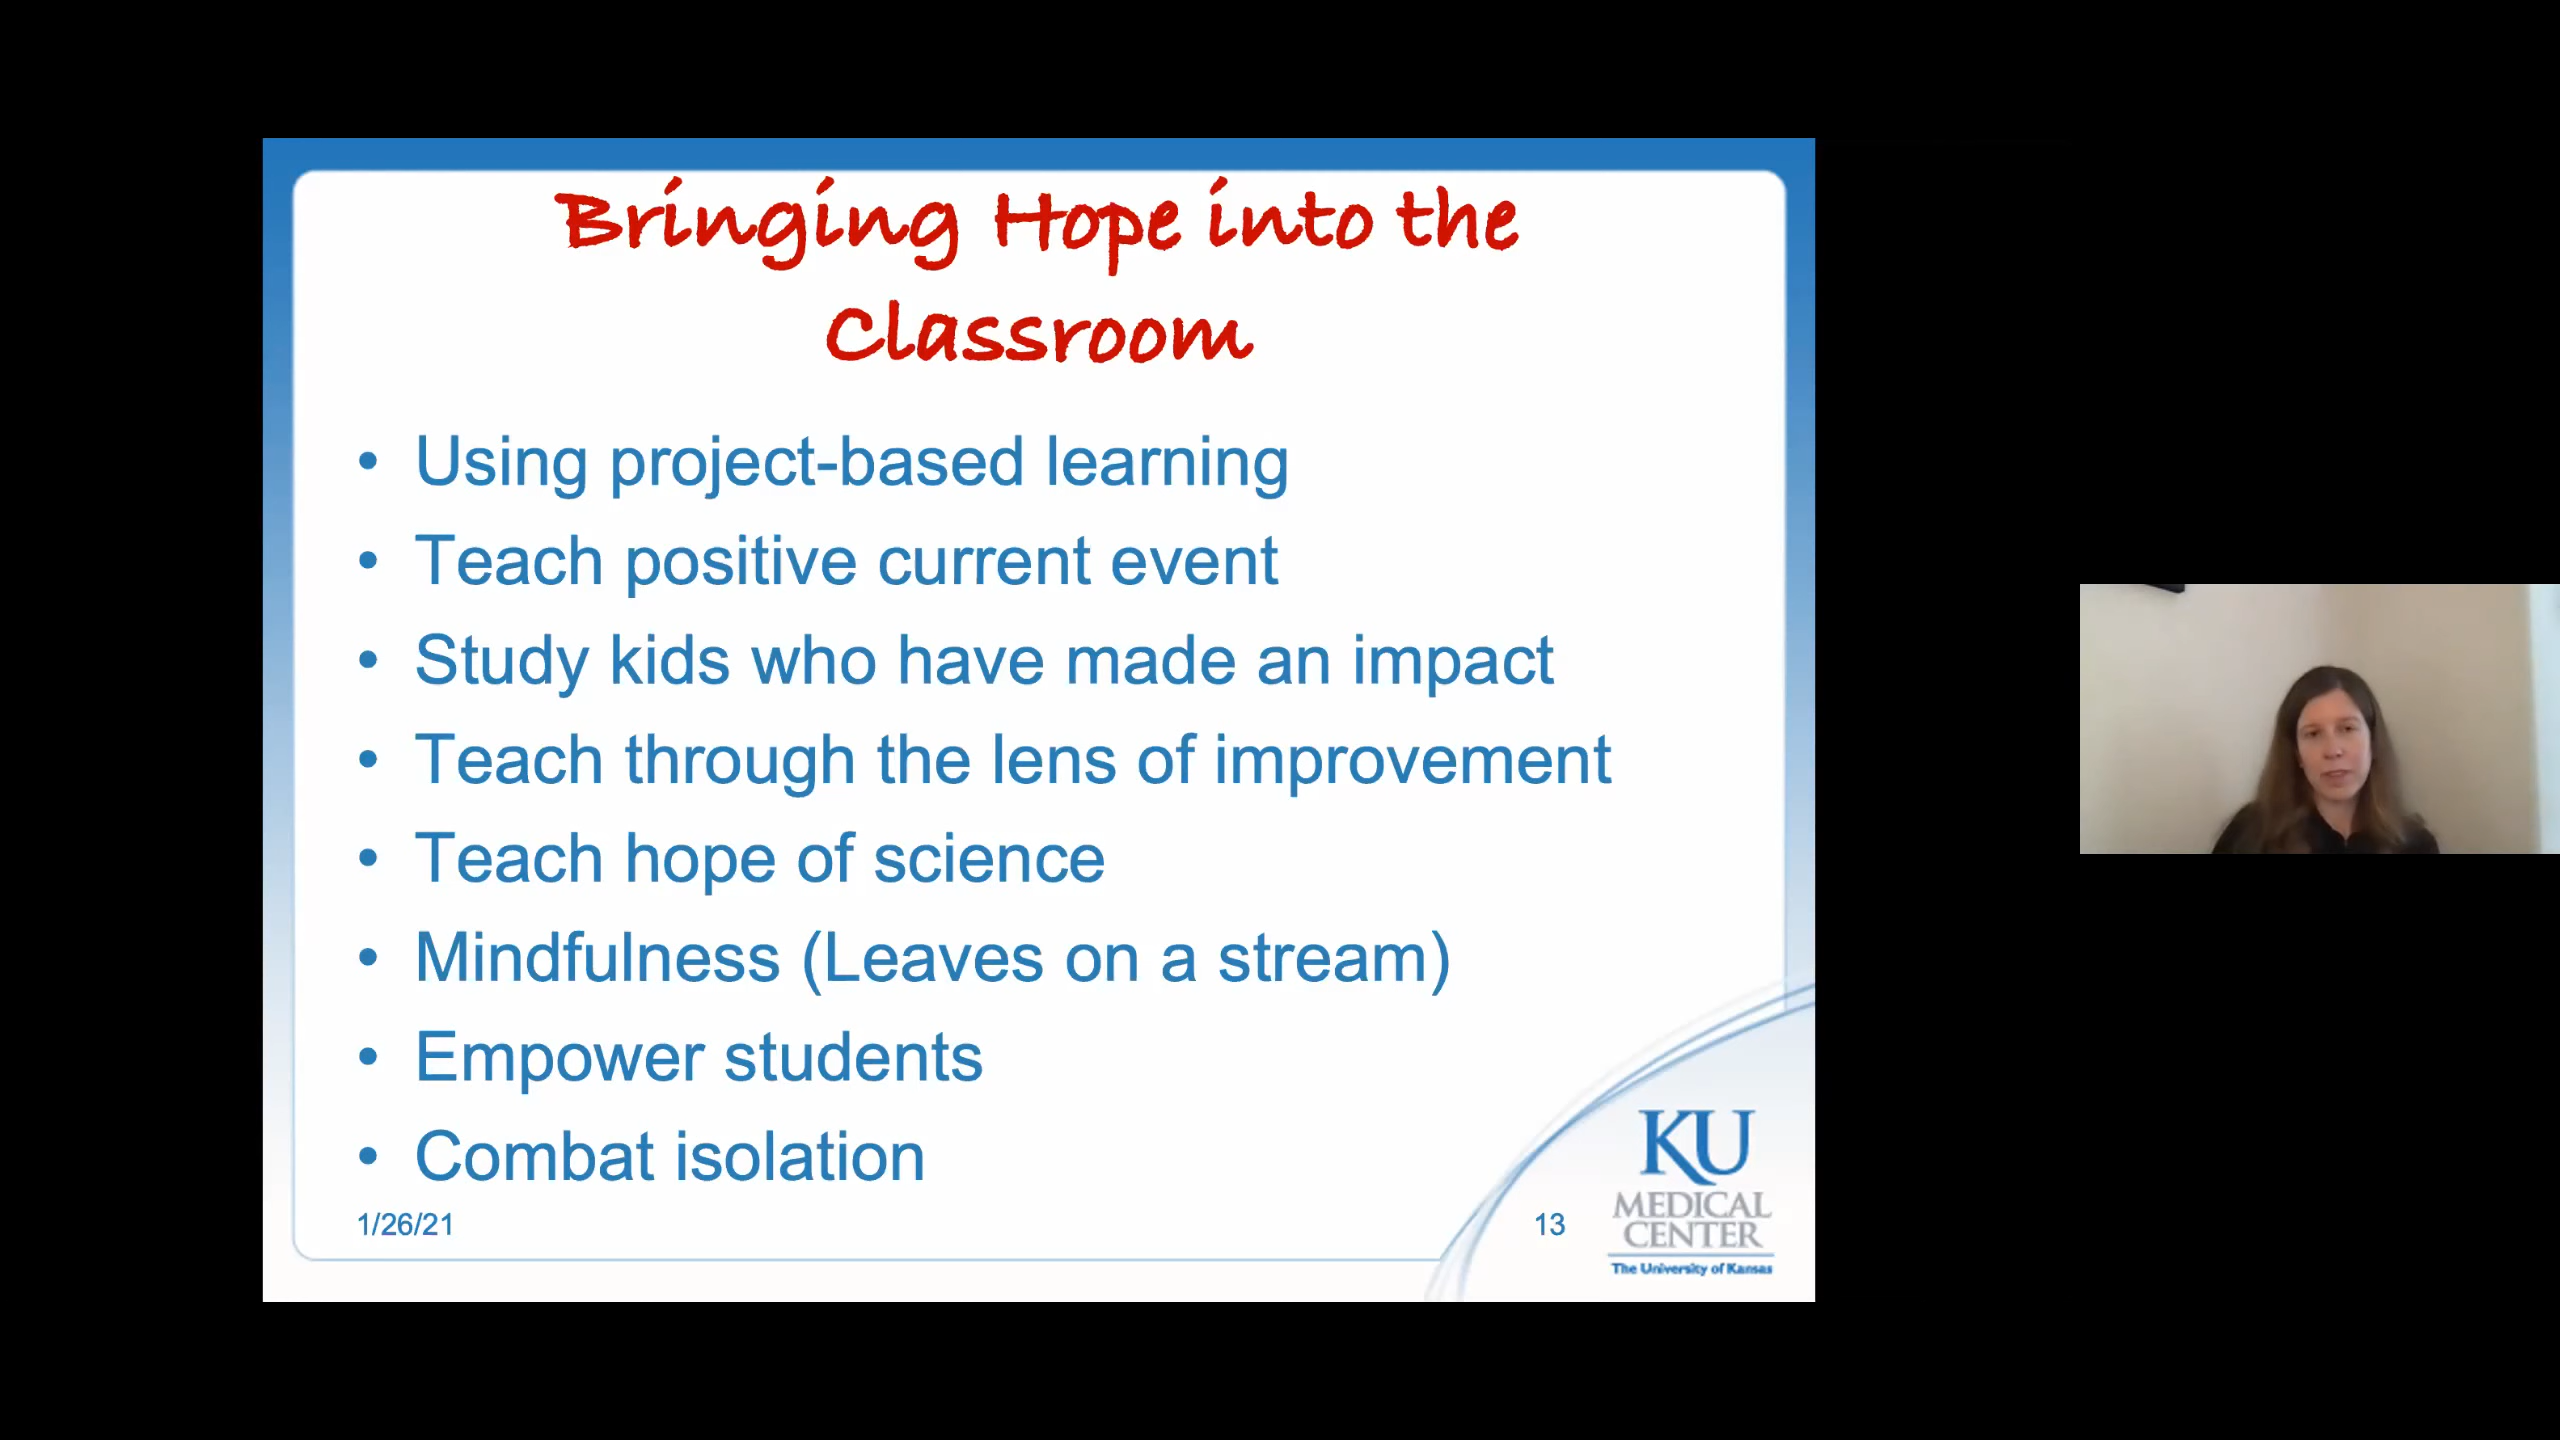 Bringing Hope into the
Classroom
• Using project-based learning
• Teach positive current event
• Study kids who have made an impact
• Teach through the lens of improvement
• Teach hope of science
• Mindfulness (Leaves on a stream)
• Empower students
• Combat isolation
1/26/21
13
KU
MEDICAL
CENTER
The University of Kansas